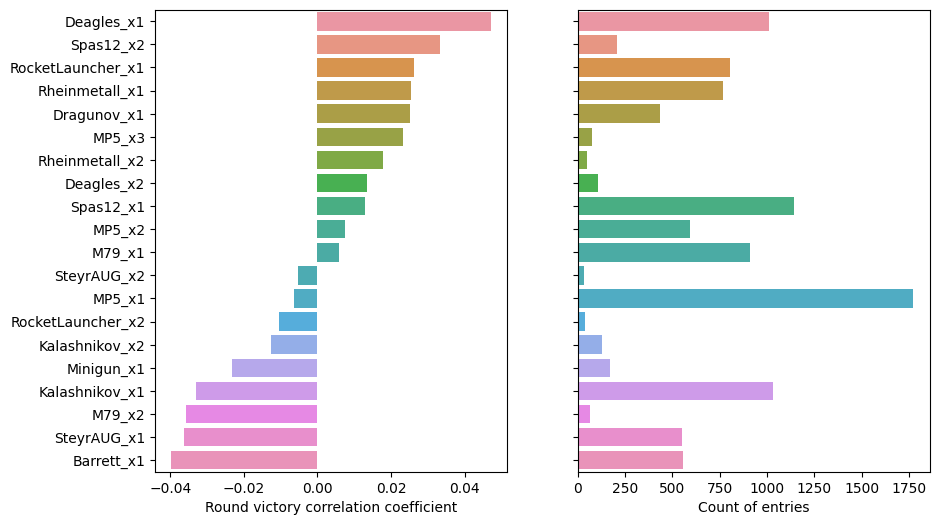 Deagles_x1
Spas12_x2
RocketLauncher_x1
Rheinmetall_x1
Dragunov_x1
MP5_x3
Rheinmetall_x2
Deagles_x2
Spas12_x1
MP5_x2
M79_x1
SteyrAUG_x2
MP5_x1
RocketLauncher_x2
Kalashnikov_x2
Minigun_x1
Kalashnikov_x1
M79_x2
SteyrAUG_x1
Barrett_x1
−0.04 −0.02 0.00 0.02 0.04
Round victory correlation coefficient
0 250 500 750 1000 1250 1500 1750
Count of entries